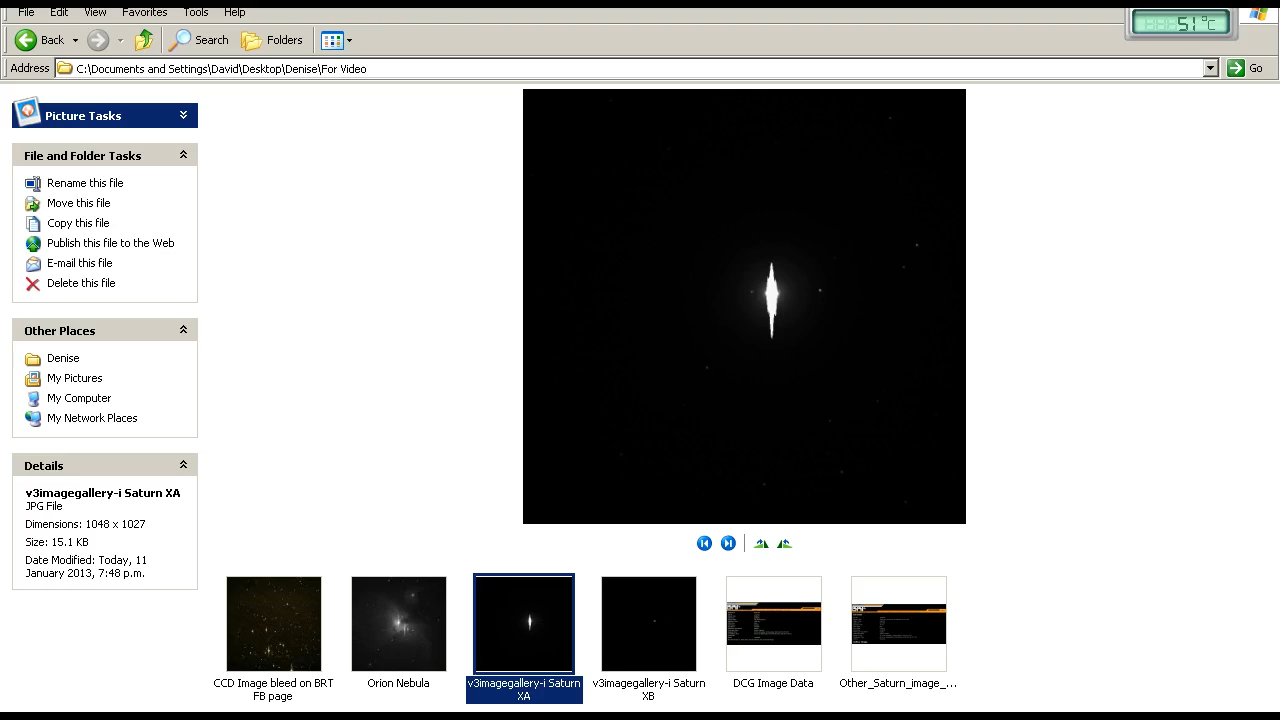 File Edit View Favorites Tools Help
51°C
Back Search Folders
Address C:\Documents and Settings\David\Desktop\Denise\For Video Go
Picture Tasks
File and Folder Tasks
Rename this file
Move this file
Copy this file
Publish this file to the Web
E-mail this file
Delete this file
Other Places
Denise
My Pictures
My Computer
My Network Places
Details
v3imagegallery-i Saturn XA
JPG File
Dimensions: 1048 x 1027
Size: 15.1 KB
Date Modified: Today, 11
January 2013, 7:48 p.m.
CCD Image bleed on BRT
FB page
Orion Nebula
v3imagegallery-i Saturn
XA
v3imagegallery-i Saturn
XB
DCG Image Data
Other_Saturn_image_...